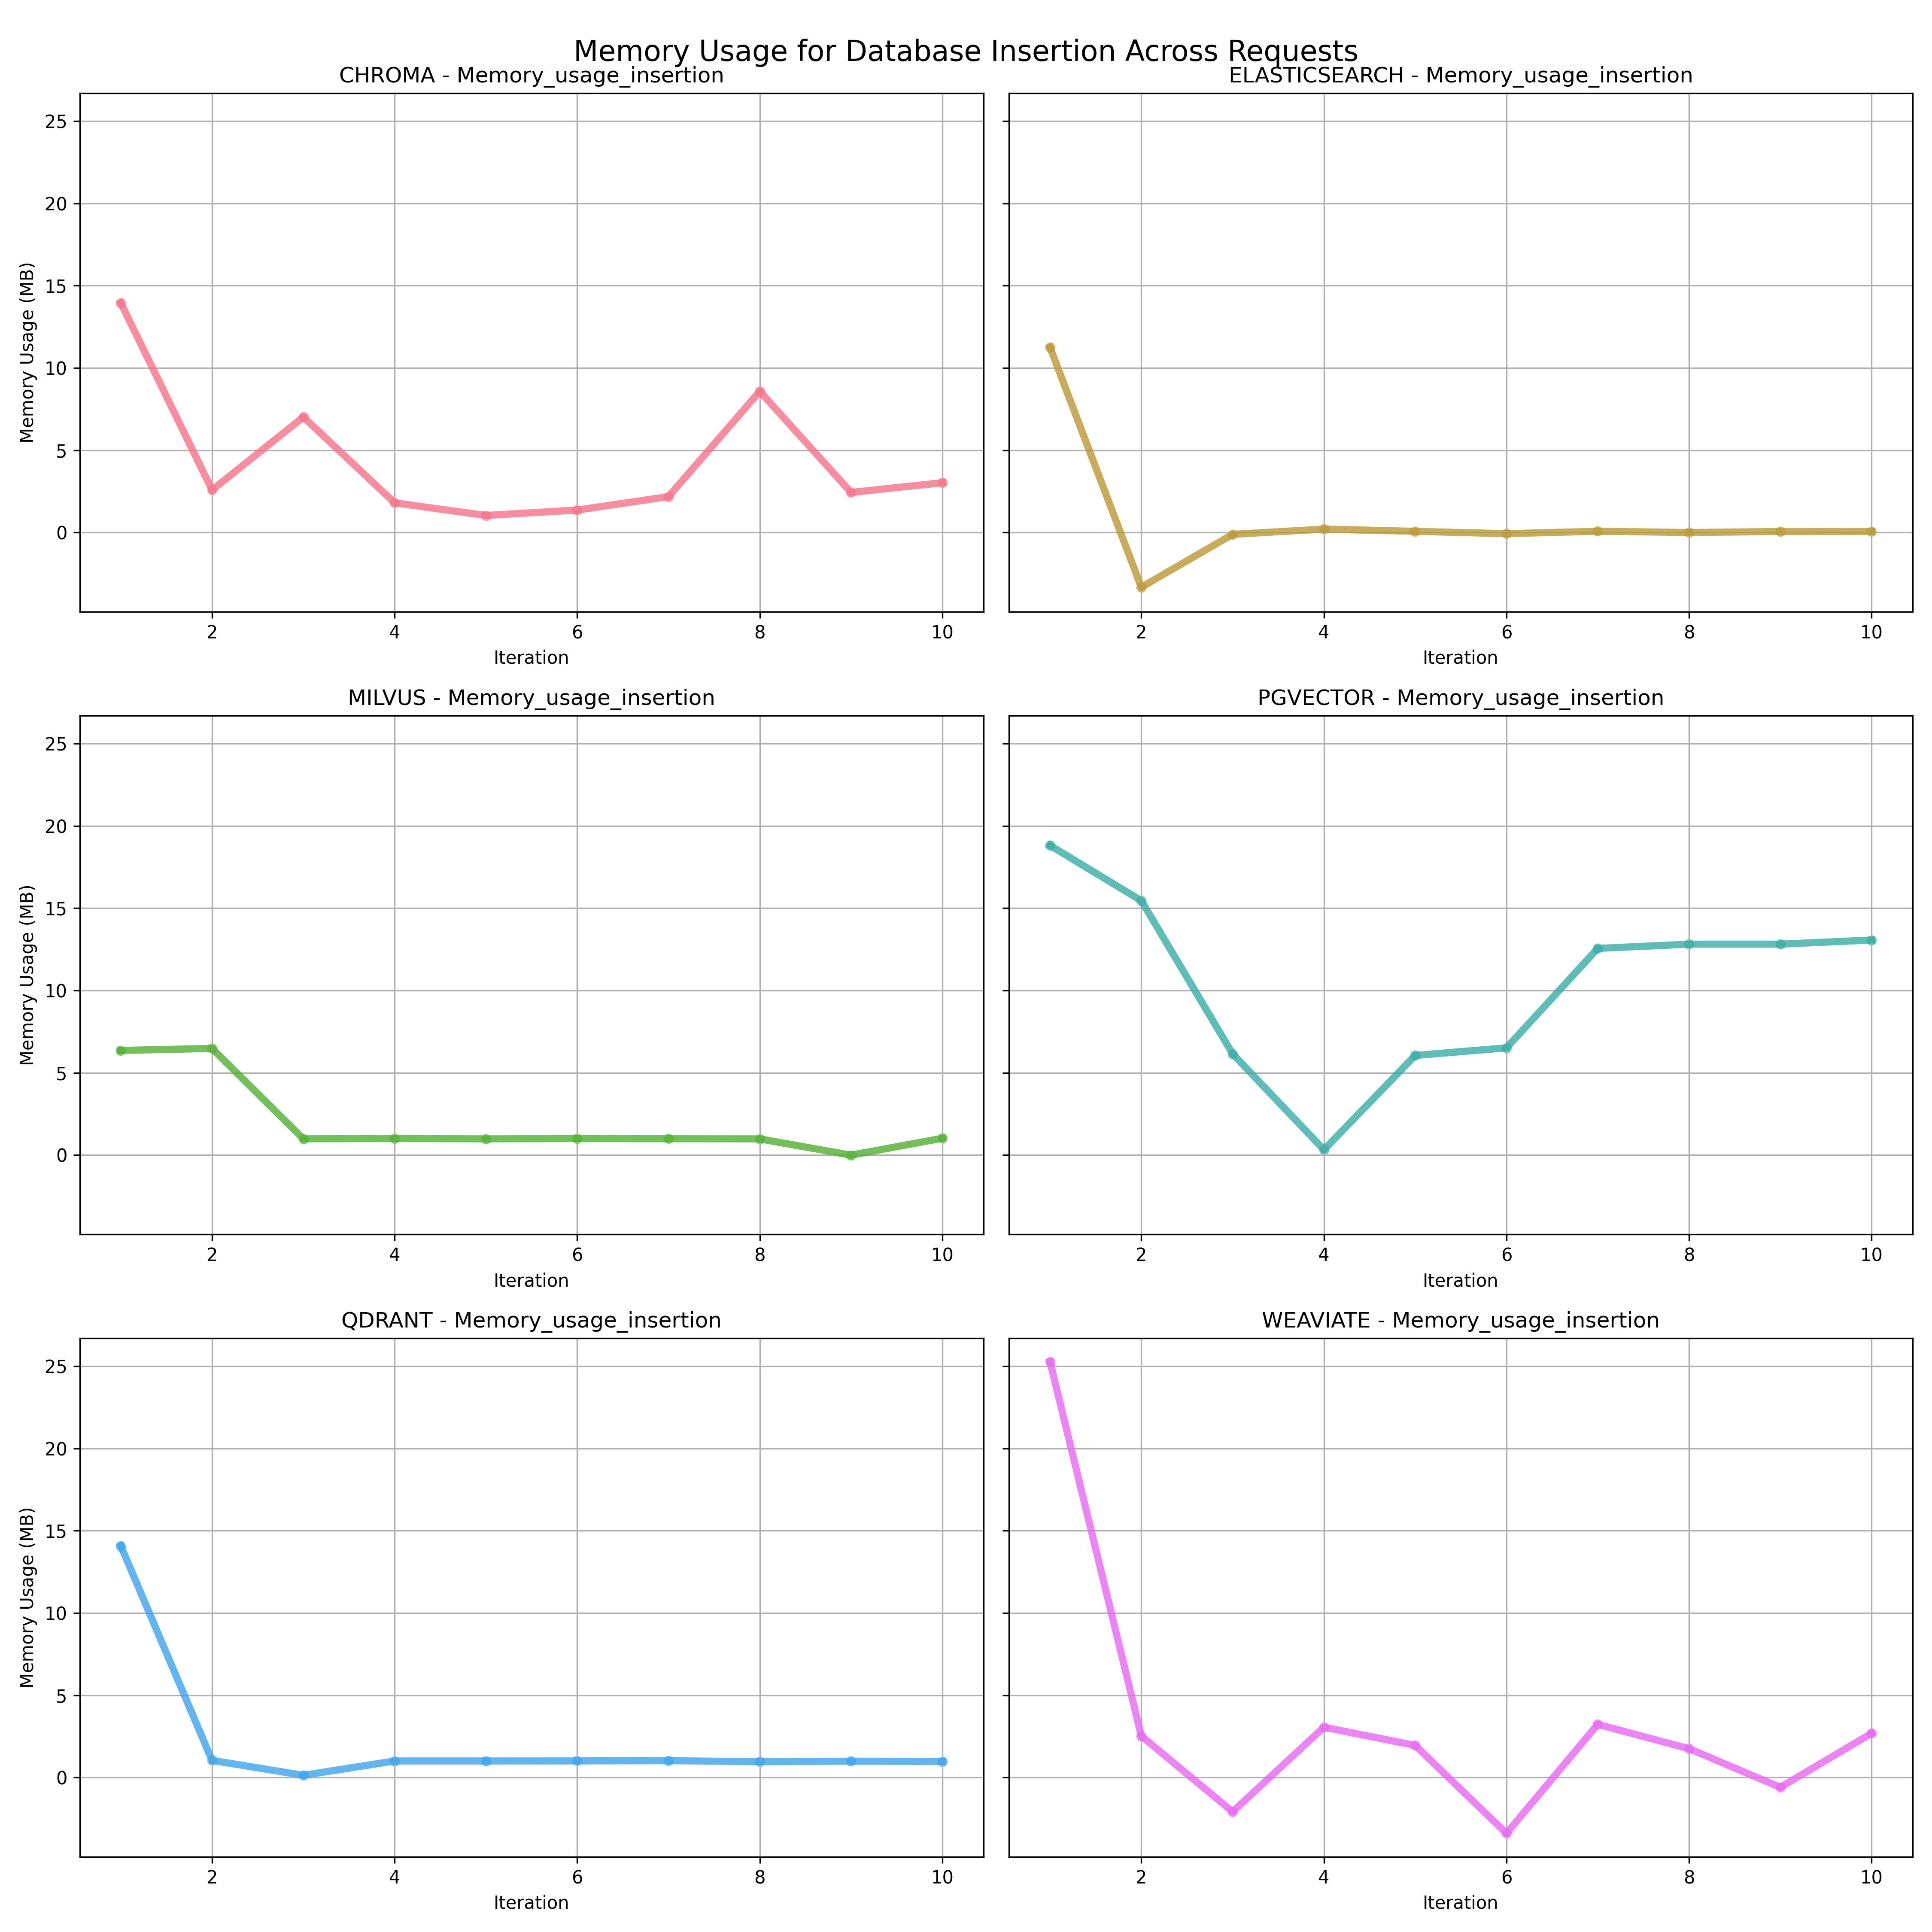 Memory Usage for Database Insertion Across Requests
CHROMA - Memory_usage_insertion
25
20
15
10
5
0
Memory Usage (MB)
2 4 6 8 10
Iteration
ELASTICSEARCH - Memory_usage_insertion
2 4 6 8 10
Iteration
MILVUS - Memory_usage_insertion
25
20
15
10
5
0
Memory Usage (MB)
2 4 6 8 10
Iteration
PGVECTOR - Memory_usage_insertion
2 4 6 8 10
Iteration
QDRANT - Memory_usage_insertion
25
20
15
10
5
0
Memory Usage (MB)
2 4 6 8 10
Iteration
WEAVIATE - Memory_usage_insertion
2 4 6 8 10
Iteration